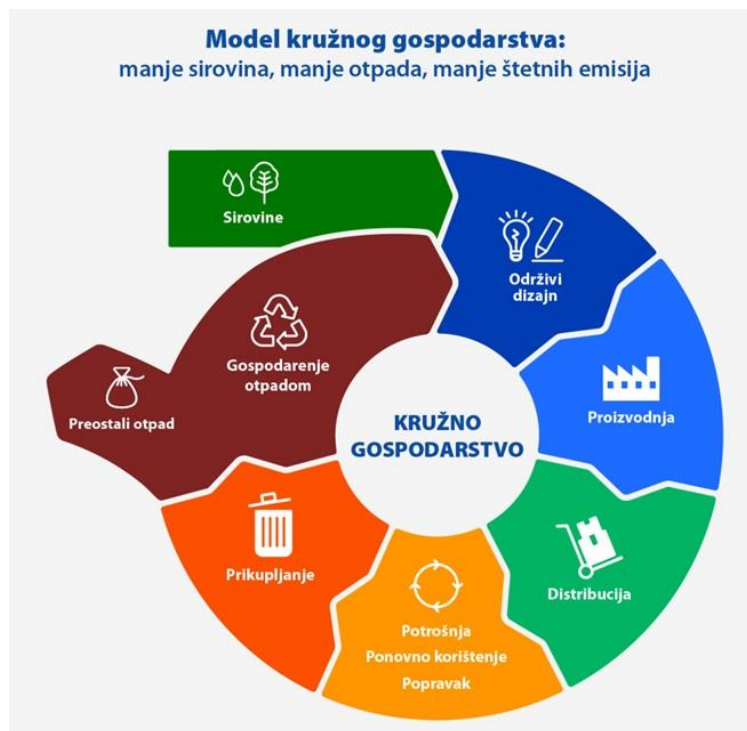 Model kružnog gospodarstva:
manje sirovina, manje otpada, manje štetnih emisija
Sirovine
Održivi
dizajn
Proizvodnja
Distribucija
Potrošnja
Ponovno korištenje
Popravak
Prikupljanje
Gospodarenje
otpadom
Preostali otpad
KRUŽNO
GOSPODARSTVO